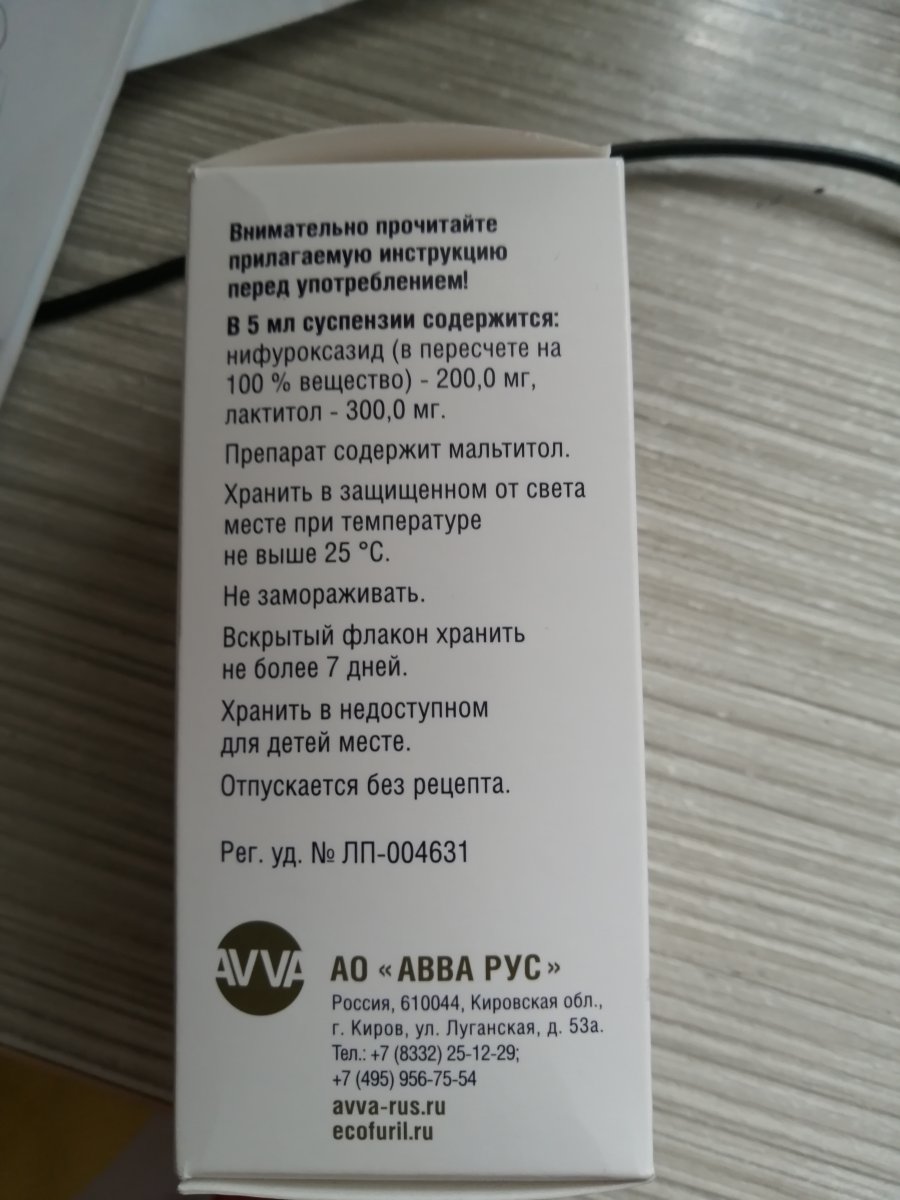 Внимательно прочитайте
прилагаемую инструкцию
перед употреблением!
В 5 мл суспензии содержится:
нифуроксазид (в пересчете на
100 % вещество) - 200,0 мг,
лактитол - 300,0 мг.
Препарат содержит мальтитол.
Хранить в защищенном от света
месте при температуре
не выше 25 °С.
Не замораживать.
Вскрытый флакон хранить
не более 7 дней.
Хранить в недоступном
для детей месте.
Отпускается без рецепта.
Рег. уд. № ЛП-004631
AVVA
АО «АВВА РУС»
Россия, 610044, Кировская обл.,
г. Киров, ул. Луганская, д. 53а.
Тел.: +7 (8332) 25-12-29;
+7 (495) 956-75-54
avva-rus.ru
ecofuril.ru